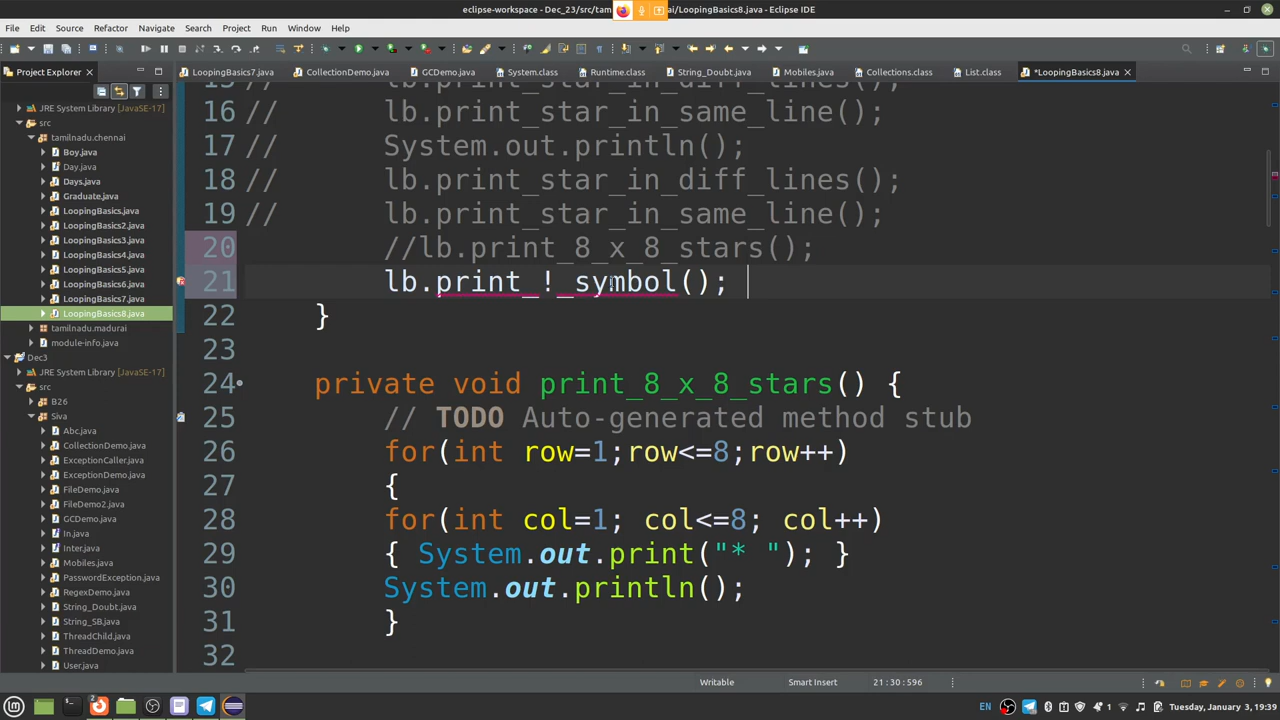 eclipse-workspace - Dec_23/src/tam ai/LoopingBasics8.java - Eclipse IDE
File Edit Source Refactor Navigate Search Project Run Window Help
Project Explorer
LoopingBasics7.java CollectionDemo.java GCDemo.java System.class Runtime.class String_Doubt.java Mobiles.java Collections.class List.class *LoopingBasics8.java
JRE System Library [JavaSE-17]
src
tamilnadu.chennai
Boy.java
Day.java
Days.java
Graduate.java
LoopingBasics.java
LoopingBasics2.java
LoopingBasics3.java
LoopingBasics4.java
LoopingBasics5.java
LoopingBasics6.java
LoopingBasics7.java
LoopingBasics8.java
tamilnadu.madurai
module-info.java
Dec3
JRE System Library [JavaSE-17]
src
B26
Siva
Abc.java
CollectionDemo.java
ExceptionCaller.java
ExceptionDemo.java
FileDemo.java
FileDemo2.java
GCDemo.java
In.java
Inter.java
Mobiles.java
PasswordException.java
RegexDemo.java
String_Doubt.java
String_SB.java
ThreadChild.java
ThreadDemo.java
User.java
15 // lb.print_star_in_diff_lines();
16 // lb.print_star_in_same_line();
17 // System.out.println();
18 // lb.print_star_in_diff_lines();
19 // lb.print_star_in_same_line();
20 //lb.print_8_x_8_stars();
21 lb.print_!_symbol();
22 }
23
24 private void print_8_x_8_stars() {
25 // TODO Auto-generated method stub
26 for(int row=1;row<=8;row++)
27 {
28 for(int col=1; col<=8; col++)
29 { System.out.print("* "); }
30 System.out.println();
31 }
32
Writable Smart Insert 21 : 30 : 596
2 EN 1 Tuesday, January 3, 19:39